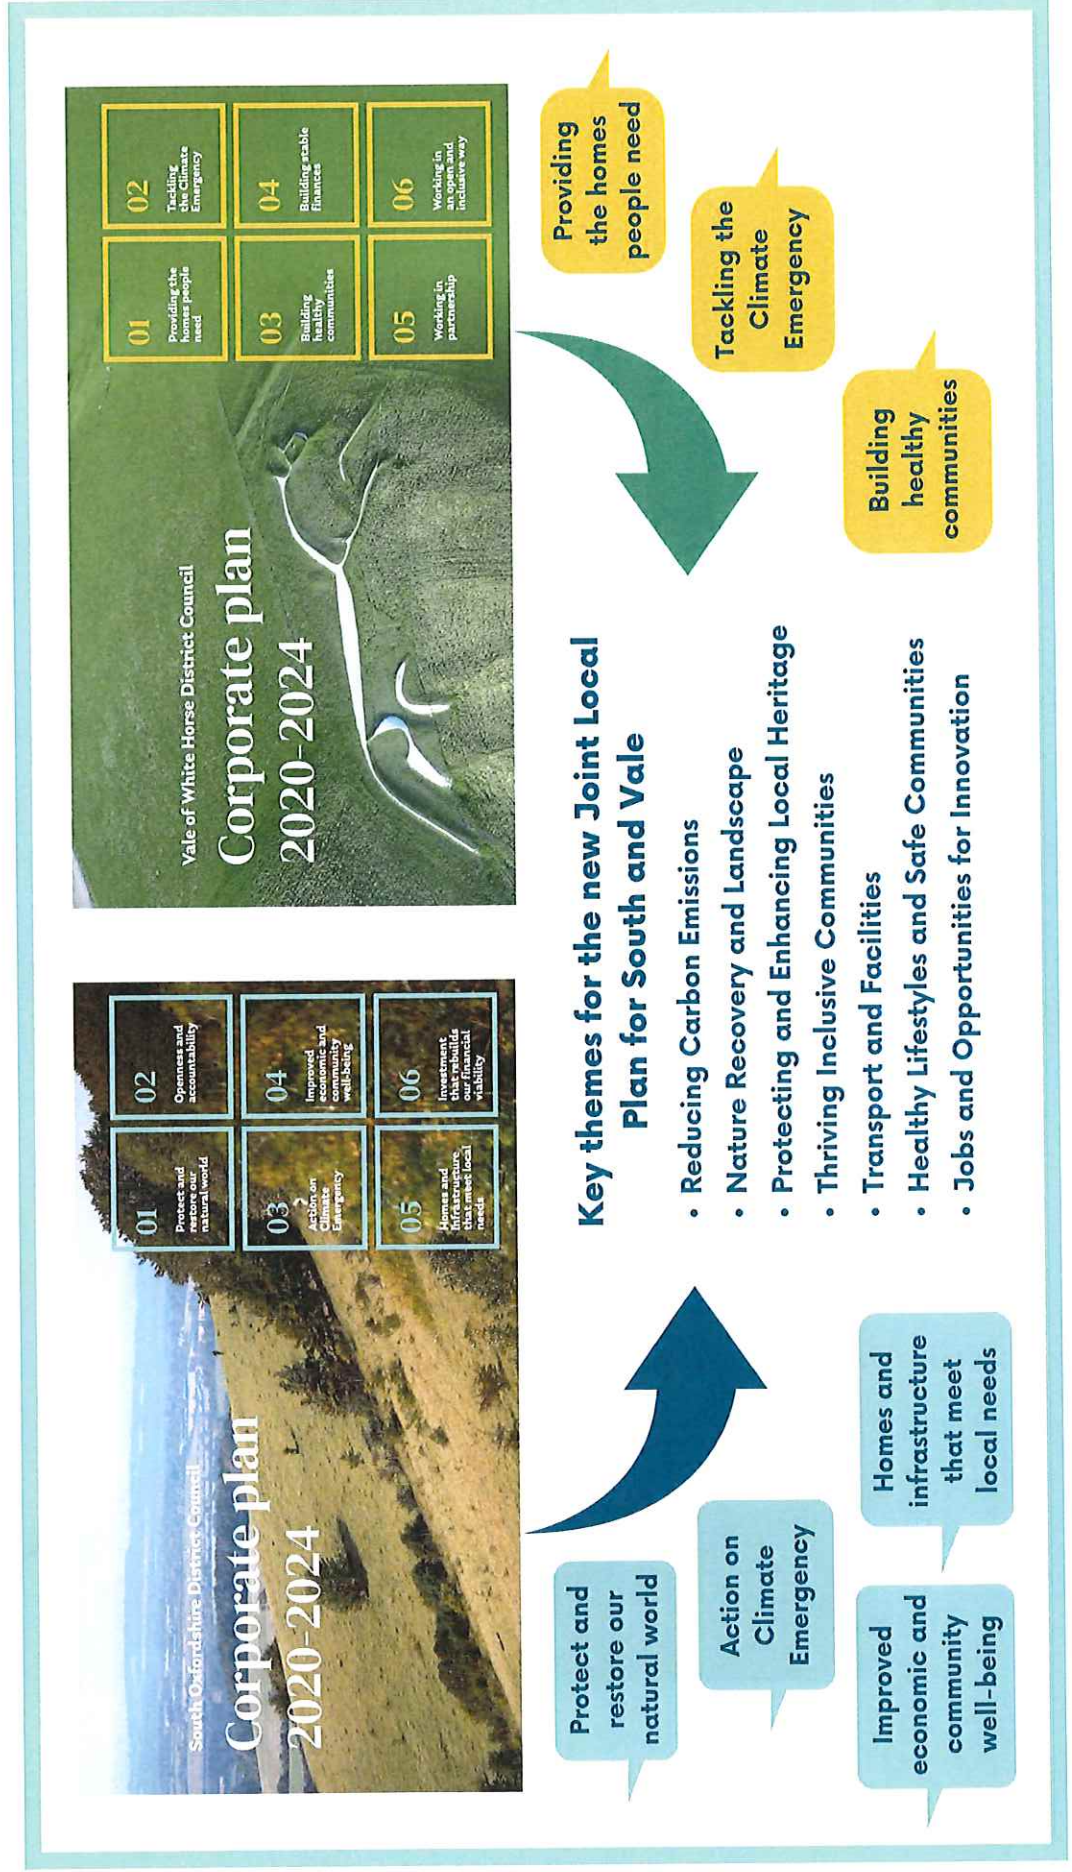 South Oxfordshire District Council
Corporate plan
2020-2024
01
Protect and
restore our
natural world
02
Openness and
accountability
03
Action on
Climate
Emergency
04
Improved
economic and
community
well-being
05
Homes and
Infrastructure
that meet local
needs
06
Investment
that rebuilds
our financial
viability
Vale of White Horse District Council
Corporate plan
2020-2024
01
Providing the
homes people
need
02
Tackling
the Climate
Emergency
03
Building
healthy
communities
04
Building stable
finances
05
Working in
partnership
06
Working in
an open and
inclusive way
Protect and
restore our
natural world
Action on
Climate
Emergency
Improved
economic and
community
well-being
Homes and
infrastructure
that meet
local needs
Key themes for the new Joint Local
Plan for South and Vale
• Reducing Carbon Emissions
• Nature Recovery and Landscape
• Protecting and Enhancing Local Heritage
• Thriving Inclusive Communities
• Transport and Facilities
• Healthy Lifestyles and Safe Communities
• Jobs and Opportunities for Innovation
Providing
the homes
people need
Tackling the
Climate
Emergency
Building
healthy
communities